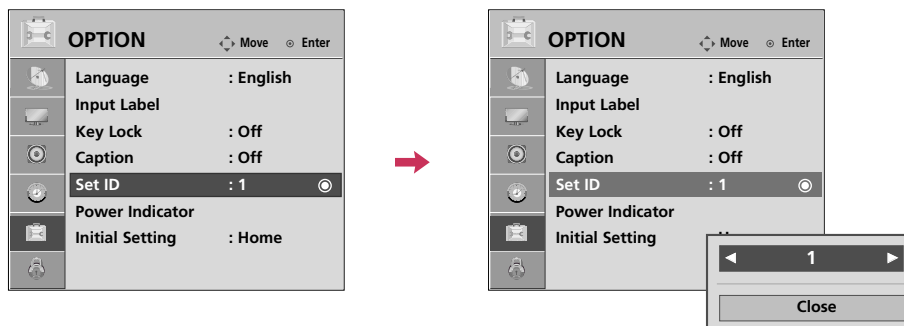 OPTION Move Enter
Language : English
Input Label
Key Lock : Off
Caption : Off
Set ID : 1
Power Indicator
Initial Setting : Home
OPTION Move Enter
Language : English
Input Label
Key Lock : Off
Caption : Off
Set ID : 1
Power Indicator
Initial Setting
1
Close